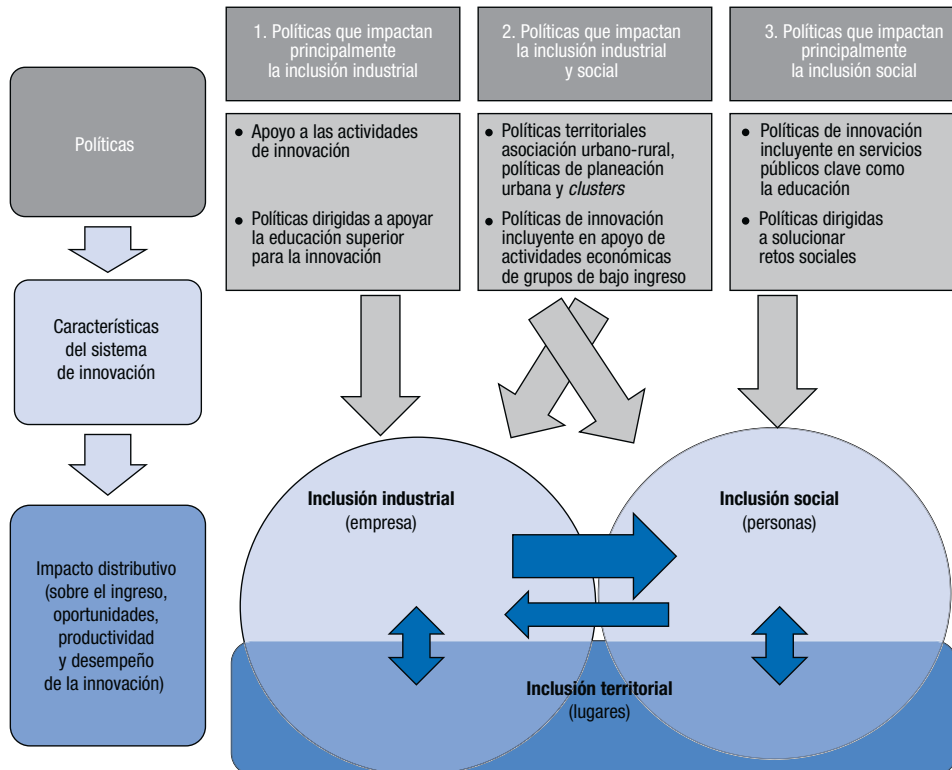 Políticas
Características
del sistema
de innovación
Impacto distributivo
(sobre el ingreso,
oportunidades,
productividad
y desempeño
de la innovación)
1. Políticas que impactan
principalmente
la inclusión industrial
2. Políticas que impactan
la inclusión industrial
y social
3. Políticas que impactan
principalmente
la inclusión social
• Apoyo a las actividades
de innovación
• Políticas dirigidas a apoyar
la educación superior
para la innovación
• Políticas territoriales
asociación urbano-rural,
políticas de planeación
urbana y clusters
• Políticas de innovación
incluyente en apoyo de
actividades económicas
de grupos de bajo ingreso
• Políticas de innovación
incluyente en servicios
públicos clave como
la educación
• Políticas dirigidas
a solucionar
retos sociales
Inclusión industrial
(empresa)
Inclusión social
(personas)
Inclusión territorial
(lugares)